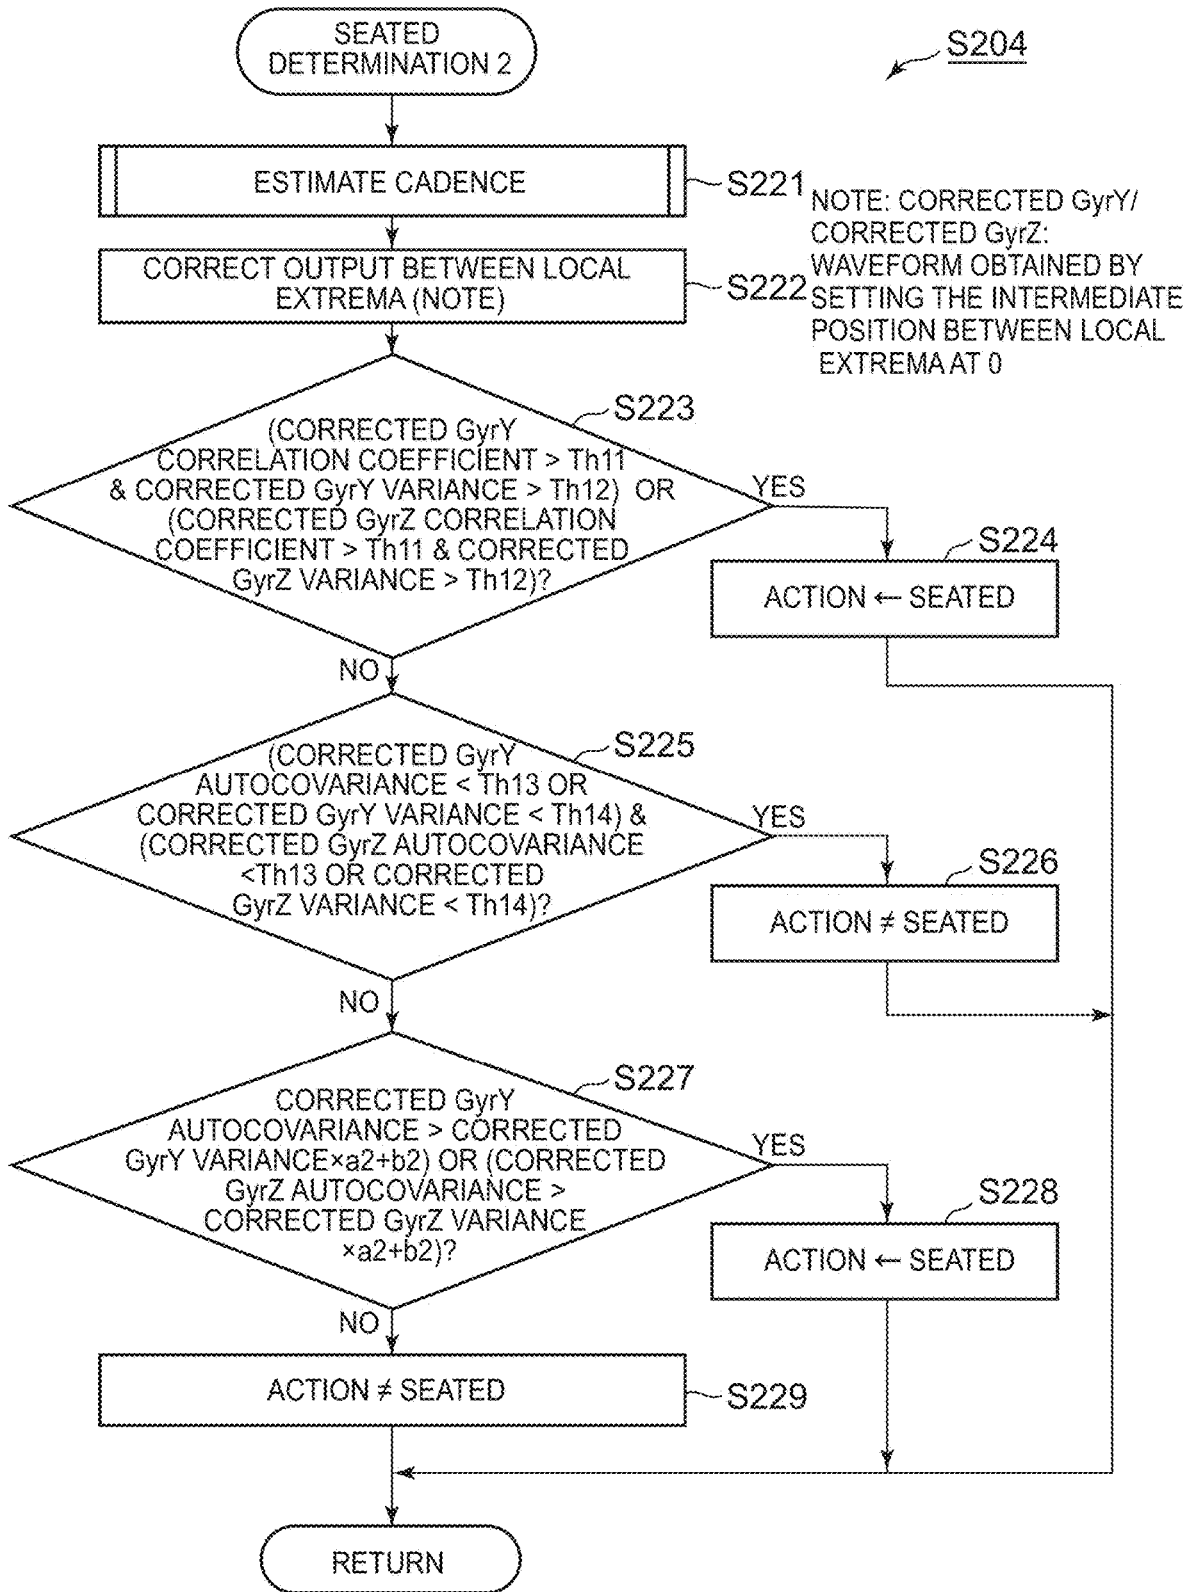 SEATED
DETERMINATION 2
S204
ESTIMATE CADENCE
S221
NOTE: CORRECTED GyrY/
CORRECTED GyrZ:
WAVEFORM OBTAINED BY
SETTING THE INTERMEDIATE
POSITION BETWEEN LOCAL
EXTREMA AT 0
CORRECT OUTPUT BETWEEN LOCAL
EXTREMA (NOTE)
S222
S223
(CORRECTED GyrY
CORRELATION COEFFICIENT > Th11
& CORRECTED GyrY VARIANCE > Th12) OR
(CORRECTED GyrZ CORRELATION
COEFFICIENT > Th11 & CORRECTED
GyrZ VARIANCE > Th12)?
YES
S224
ACTION ← SEATED
NO
S225
(CORRECTED GyrY
AUTOCOVARIANCE < Th13 OR
CORRECTED GyrY VARIANCE < Th14) &
(CORRECTED GyrZ AUTOCOVARIANCE
<Th13 OR CORRECTED
GyrZ VARIANCE < Th14)?
YES
S226
ACTION ≠ SEATED
NO
S227
CORRECTED GyrY
AUTOCOVARIANCE > CORRECTED
GyrY VARIANCE×a2+b2) OR (CORRECTED
GyrZ AUTOCOVARIANCE >
CORRECTED GyrZ VARIANCE
×a2+b2)?
YES
S228
ACTION ← SEATED
NO
ACTION ≠ SEATED
S229
RETURN